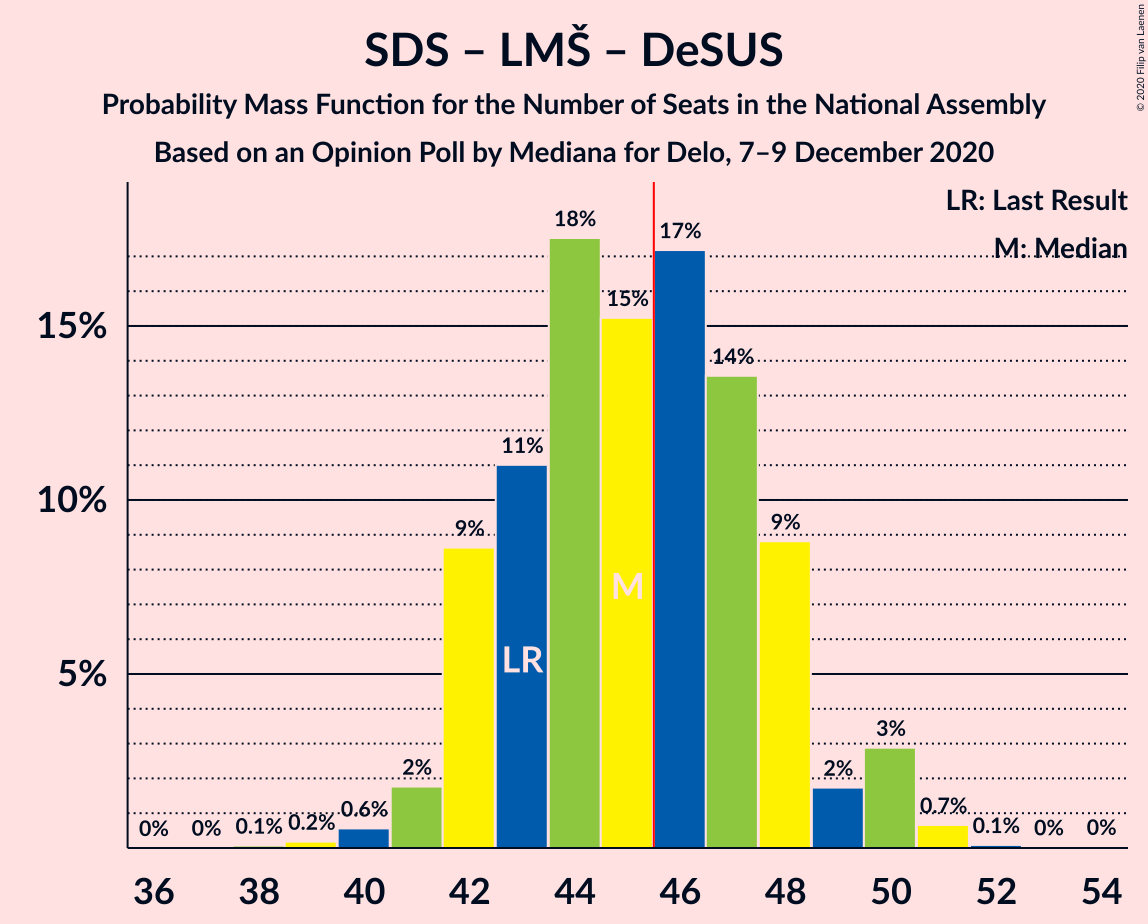 SDS – LMŠ – DeSUS
Probability Mass Function for the Number of Seats in the National Assembly
Based on an Opinion Poll by Mediana for Delo, 7–9 December 2020
© 2020 Filip van Laenen
LR: Last Result
M: Median
15%
10%
5%
0%
0%
0.1%
0.2%
0.6%
2%
9%
11%
18%
15%
17%
14%
9%
2%
3%
0.7%
0.1%
0%
0%
LR
M
36 38 40 42 44 46 48 50 52 54